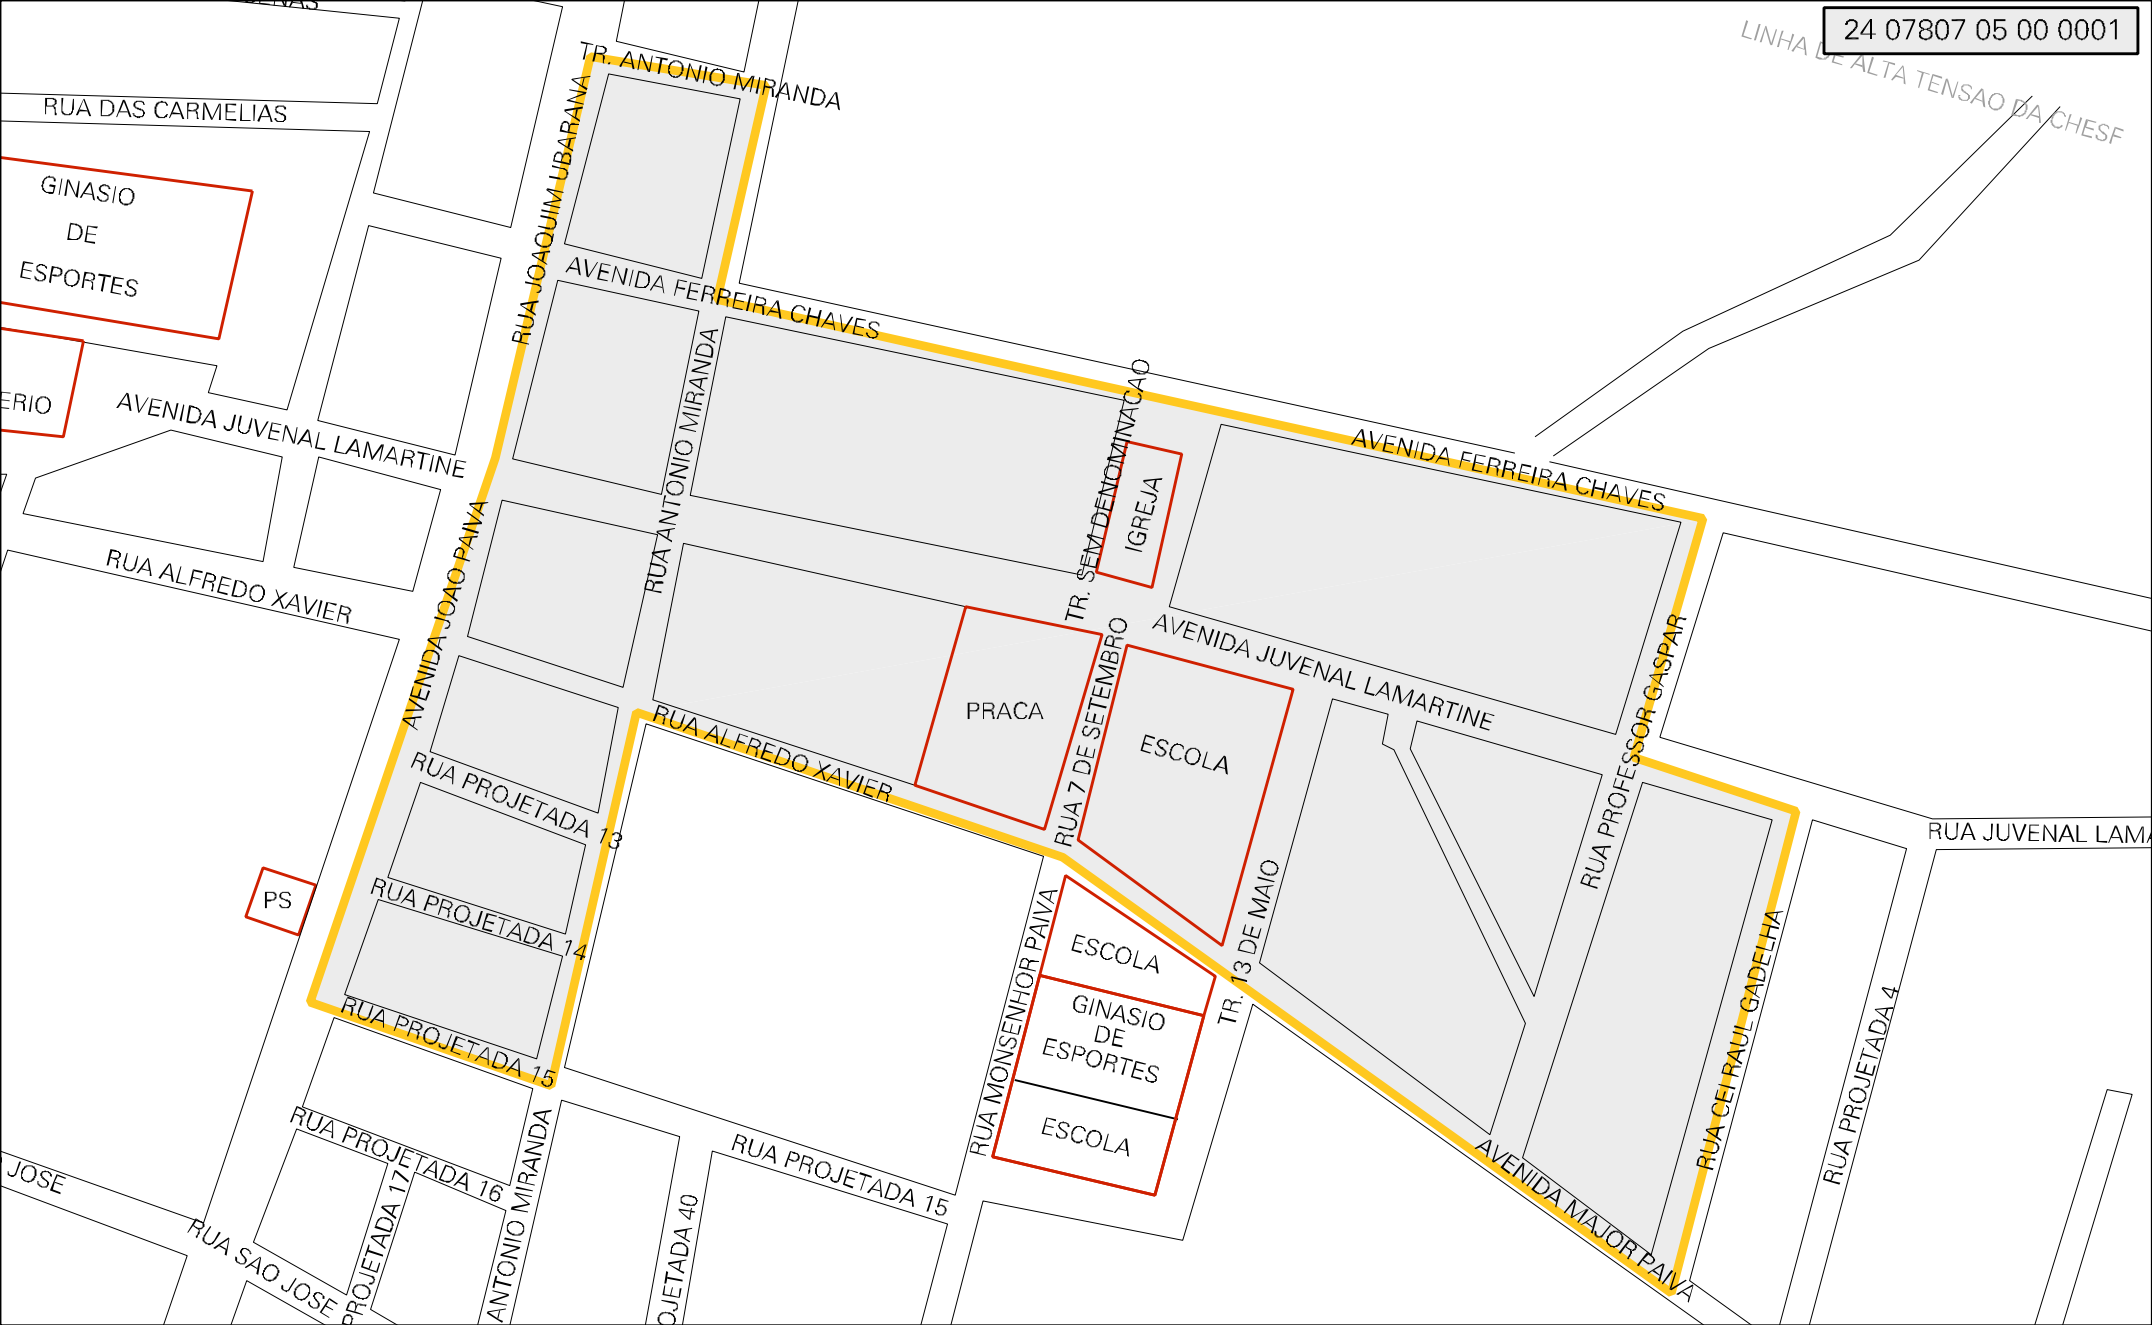 24 07807 05 00 0001
LINHA DE ALTA TENSAO DA CHESF
TR. ANTONIO MIRANDA
RUA DAS CARMELIAS
RUA JOAQUIM UBARANA
GINASIO
DE
ESPORTES
AVENIDA FERREIRA CHAVES
RUA ANTONIO MIRANDA
TR. SEM DENOMINACAO
AVENIDA JUVENAL LAMARTINE
AVENIDA FERREIRA CHAVES
IGREJA
AVENIDA JOAO PAIVA
RUA ALFREDO XAVIER
AVENIDA JUVENAL LAMARTINE
RUA PROFESSOR GASPAR
RUA 7 DE SETEMBRO
PRACA
ESCOLA
RUA ALFREDO XAVIER
RUA PROJETADA 13
RUA JUVENAL LAMA
PS
RUA PROJETADA 14
RUA MONSENHOR PAIVA
TR. 13 DE MAIO
ESCOLA
GINASIO
DE
ESPORTES
ESCOLA
RUA CEI RAUL GADELHA
RUA PROJETADA 4
RUA PROJETADA 15
RUA PROJETADA 16
RUA PROJETADA 15
AVENIDA MAJOR PAIVA
JOSE
RUA SAO JOSE
PROJETADA 17
ANTONIO MIRANDA
OJETADA 40
ERIO